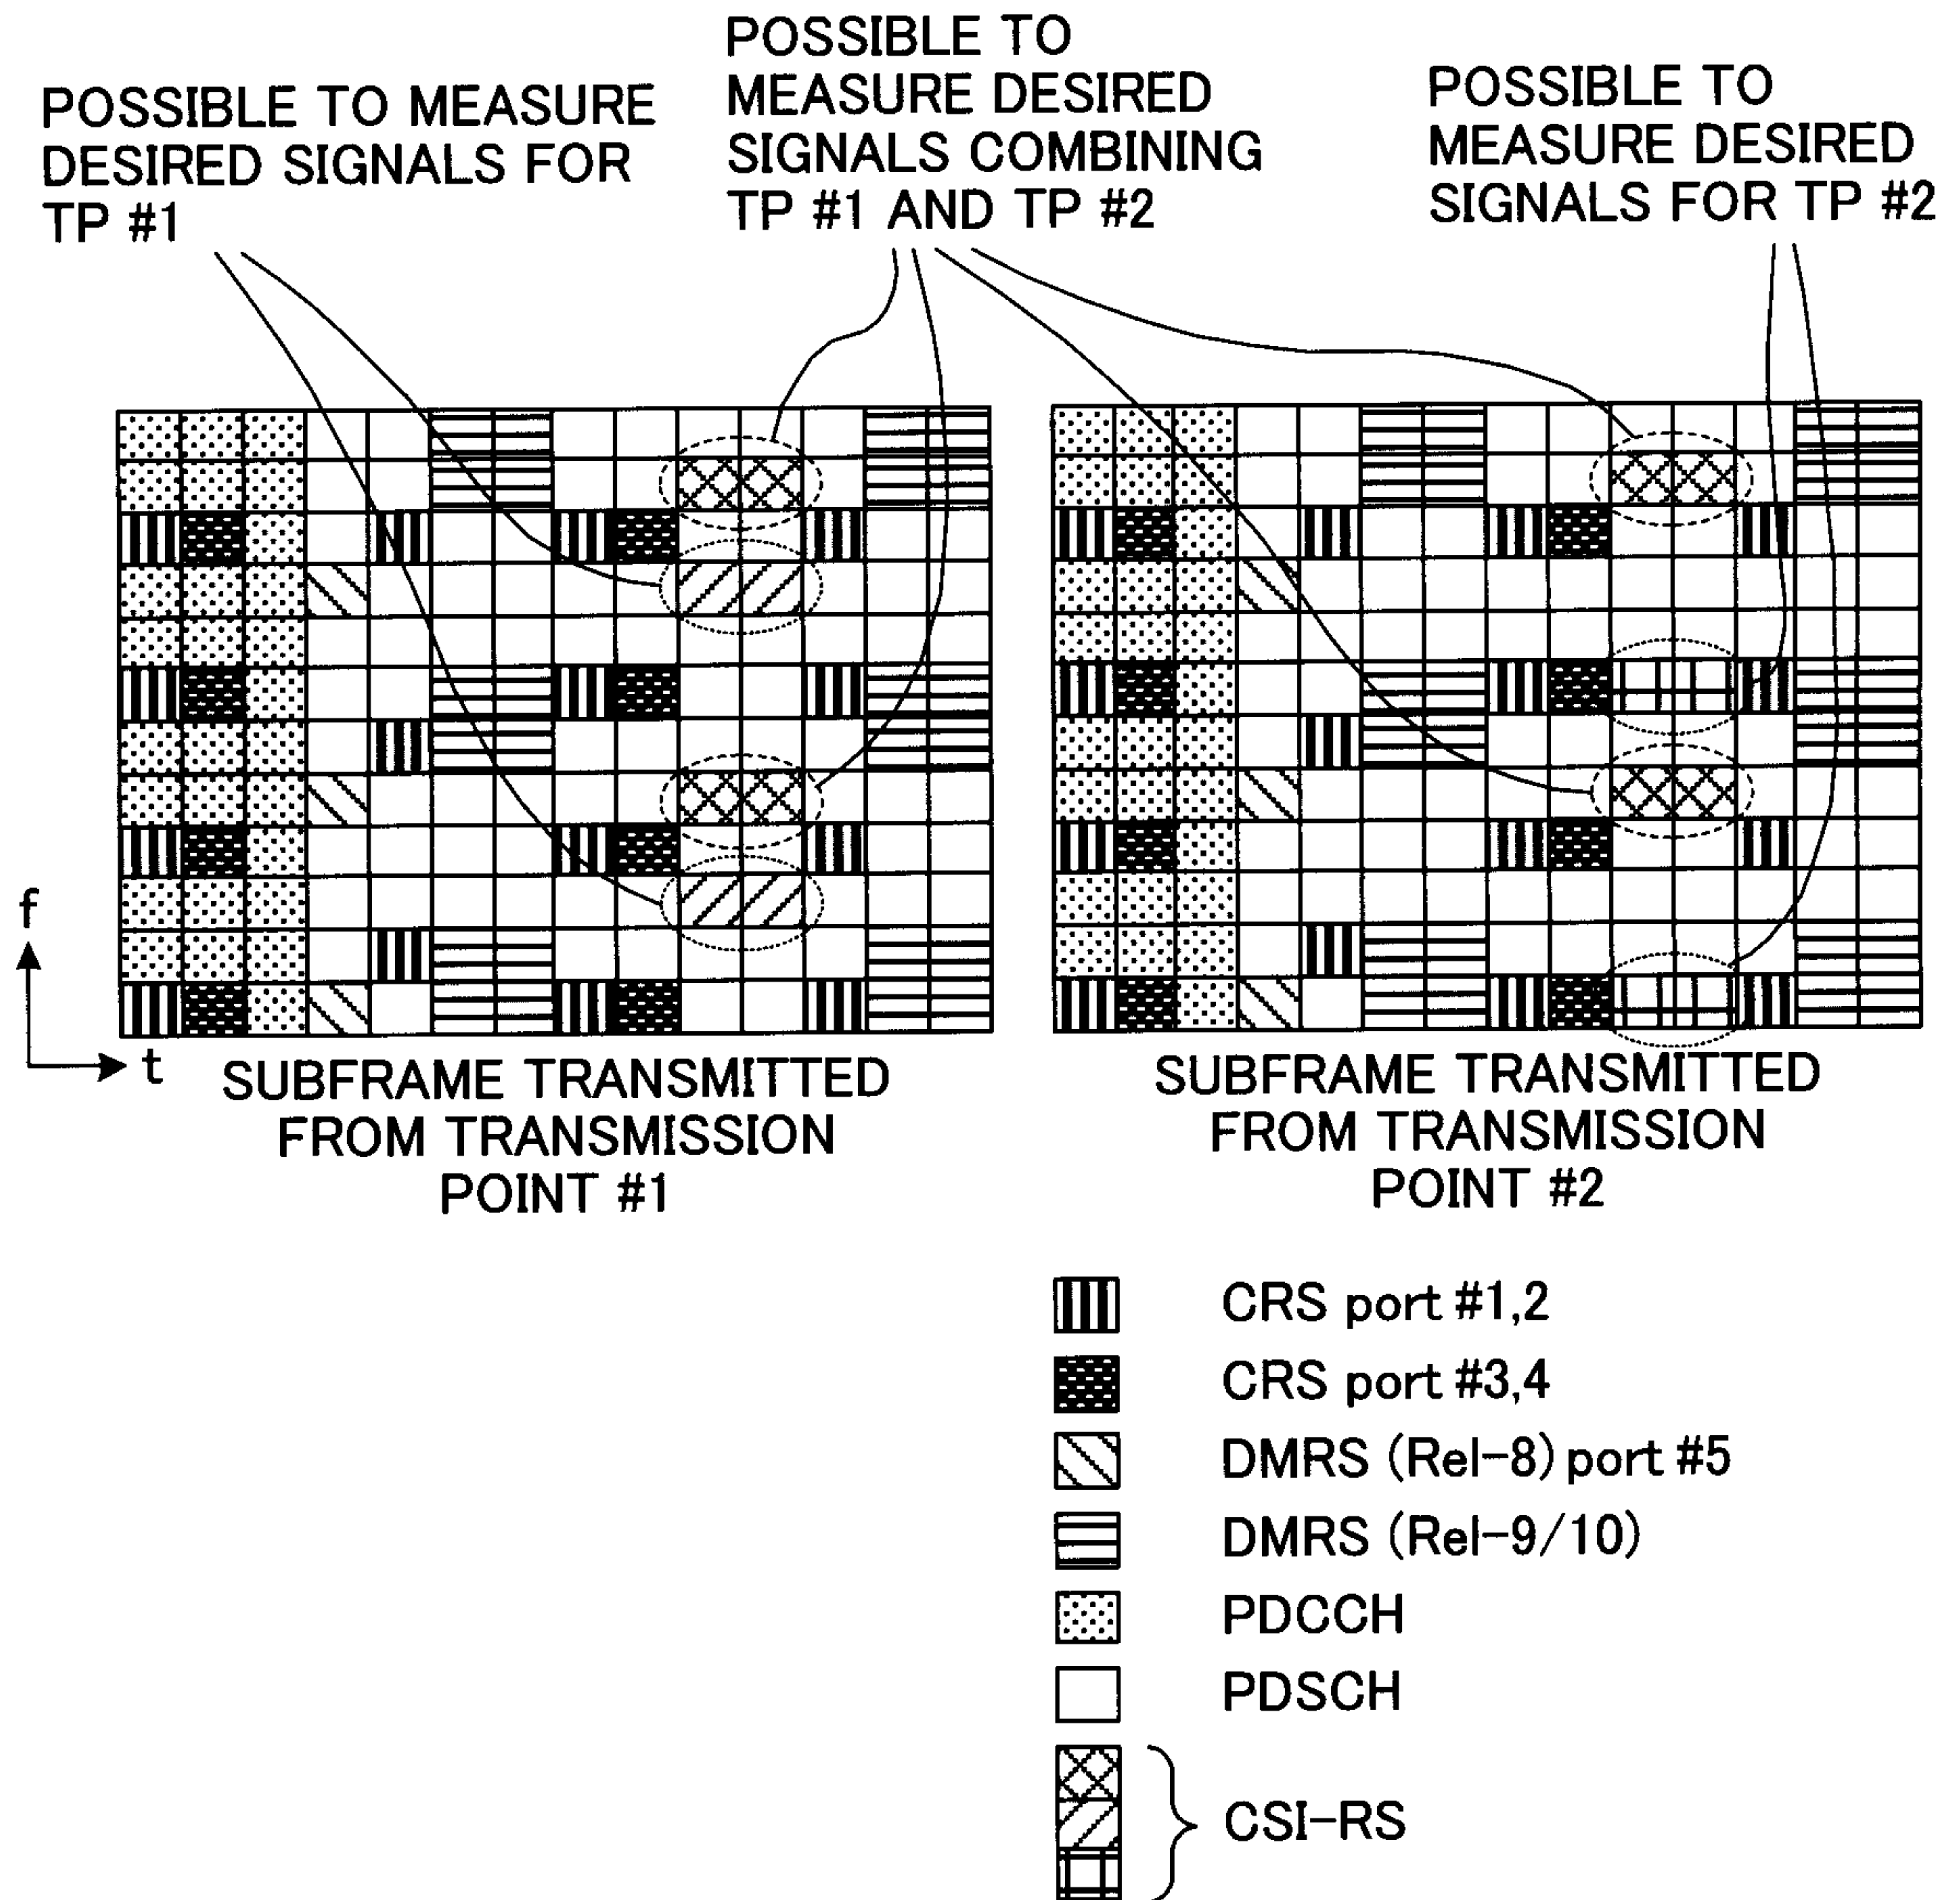 POSSIBLE TO MEASURE
DESIRED SIGNALS FOR
TP #1
POSSIBLE TO
MEASURE DESIRED
SIGNALS COMBINING
TP #1 AND TP #2
POSSIBLE TO
MEASURE DESIRED
SIGNALS FOR TP #2
f
t
SUBFRAME TRANSMITTED
FROM TRANSMISSION
POINT #1
SUBFRAME TRANSMITTED
FROM TRANSMISSION
POINT #2
CRS port #1,2
CRS port #3,4
DMRS (Rel-8) port #5
DMRS (Rel-9/10)
PDCCH
PDSCH
CSI-RS